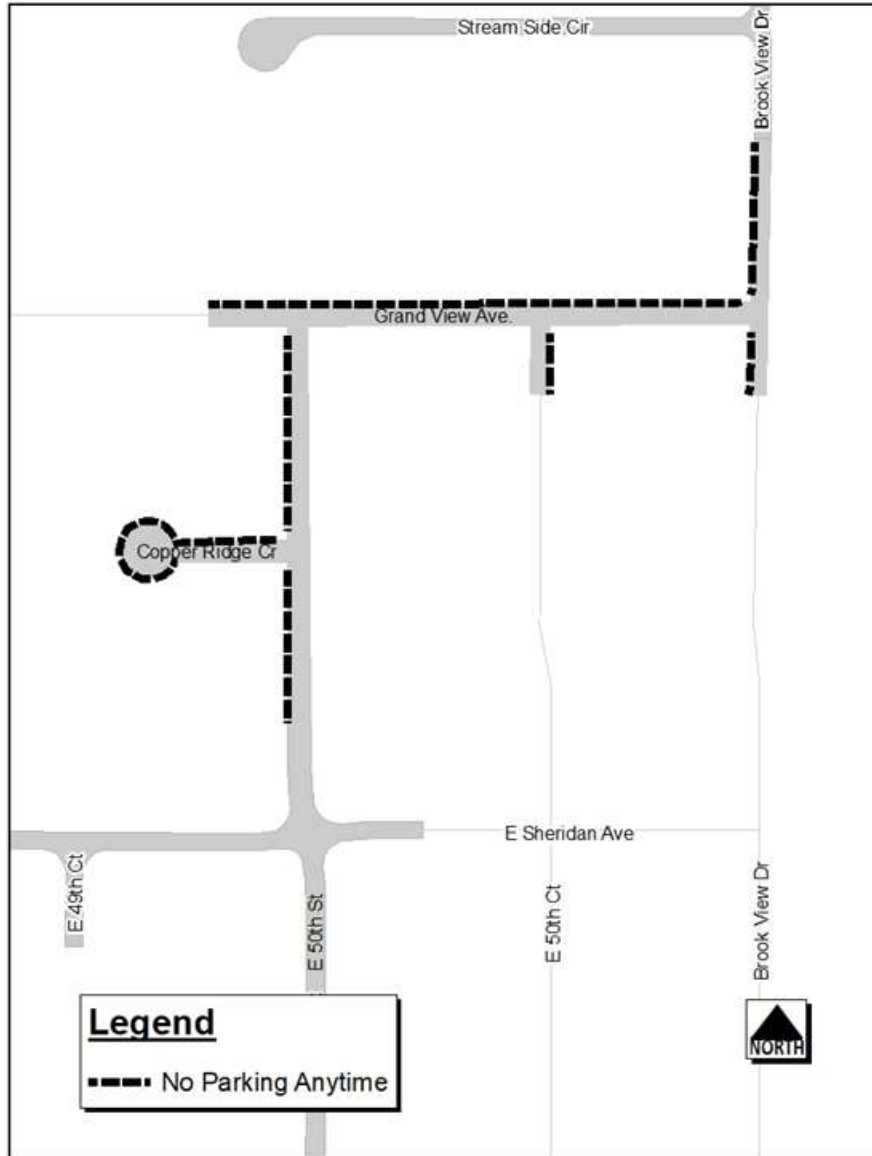 Stream Side Cir
Brook View Dr
Grand View Ave.
Copper Ridge Cr
E Sheridan Ave
E 49th Ct
E 50th St
E 50th Ct
Brook View Dr
Legend
No Parking Anytime
NORTH